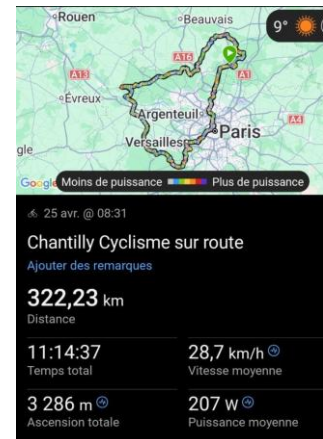 Rouen
Beauvais
9°
A16
A13
A1
Évreux
Argenteuil
A4
Paris
Versailles
gle
Google
Moins de puissance Plus de puissance
25 avr. @ 08:31
Chantilly Cyclisme sur route
Ajouter des remarques
322,23 km
Distance
11:14:37
28,7 km/h
Temps total
Vitesse moyenne
3 286 m
207 W
Ascension totale
Puissance moyenne